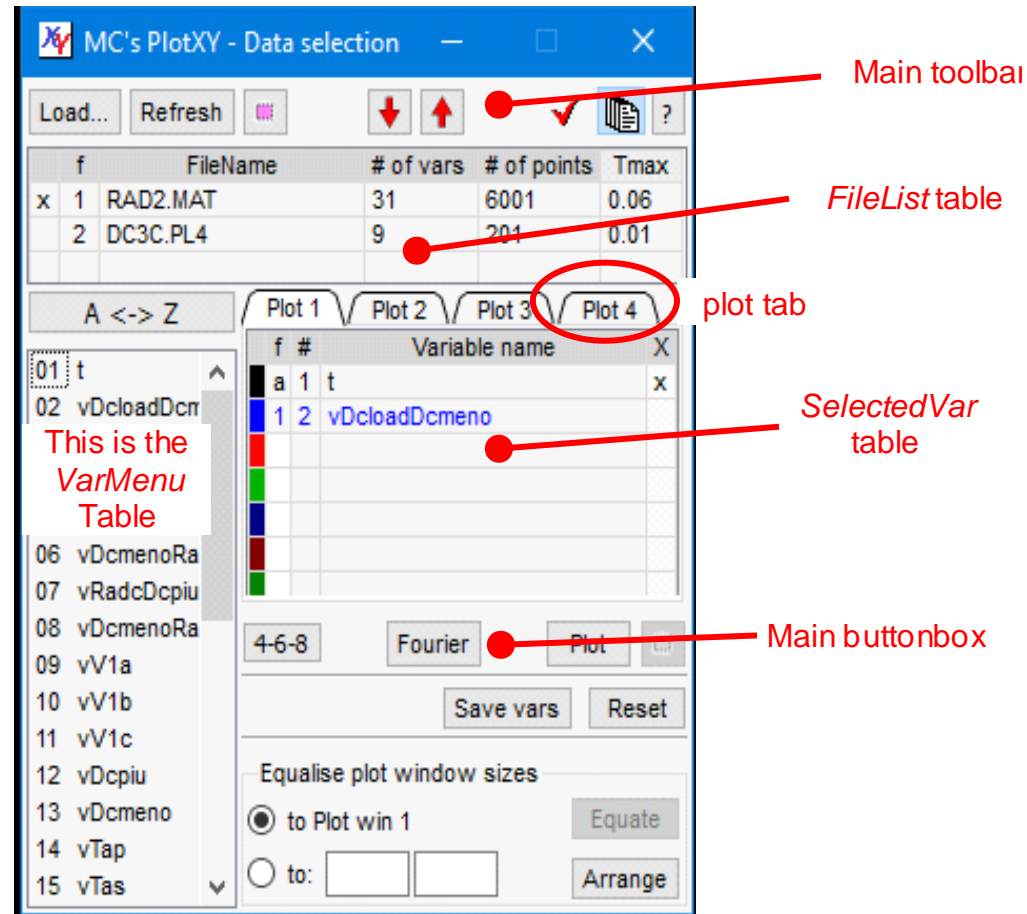 MC's PlotXY - Data selection
Main toolbar
Load... Refresh ?
f FileName # of vars # of points Tmax
x 1 RAD2.MAT 31 6001 0.06
FileList table
2 DC3C.PL4 9 201 0.01
A <-> Z
Plot 1 Plot 2 Plot 3 Plot 4
plot tab
f # Variable name X
01 t
a 1 t x
02 vDcloadDcm
1 2 vDcloadDcmeno
SelectedVar
table
This is the
VarMenu
Table
06 vDcmenoRa
07 vRadcDcpiu
08 vDcmenoRa
09 vV1a
10 vV1b
11 vV1c
12 vDcpiu
13 vDcmeno
14 vTap
15 vTas
4-6-8 Fourier Plot
Main buttonbox
Save vars Reset
Equalise plot window sizes
to Plot win 1 Equate
to: Arrange